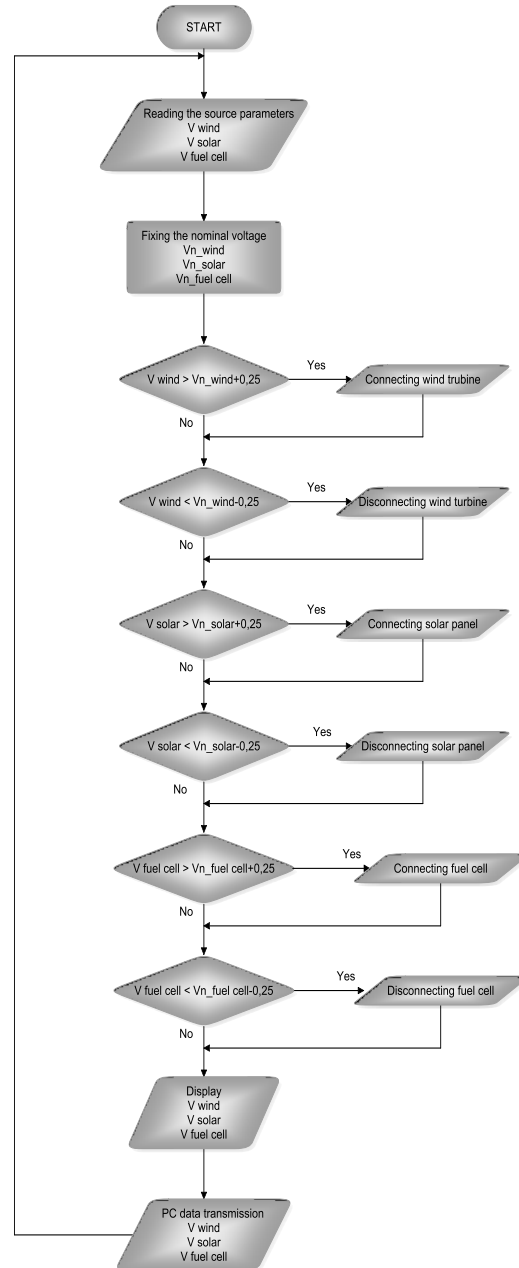 START
Reading the source parameters
V wind
V solar
V fuel cell
Fixing the nominal voltage
Vn_wind
Vn_solar
Vn_fuel cell
V wind > Vn_wind+0,25
Yes
Connecting wind trubine
No
V wind < Vn_wind-0,25
Yes
Disconnecting wind turbine
No
V solar > Vn_solar+0,25
Yes
Connecting solar panel
No
V solar < Vn_solar-0,25
Yes
Disconnecting solar panel
No
V fuel cell > Vn_fuel cell+0,25
Yes
Connecting fuel cell
No
V fuel cell < Vn_fuel cell-0,25
Yes
Disconnecting fuel cell
No
Display
V wind
V solar
V fuel cell
PC data transmission
V wind
V solar
V fuel cell